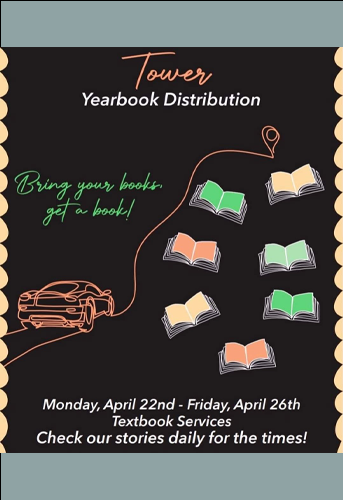 Tower
Yearbook Distribution
Bring your books,
get a book!
Monday, April 22nd - Friday, April 26th
Textbook Services
Check our stories daily for the times!